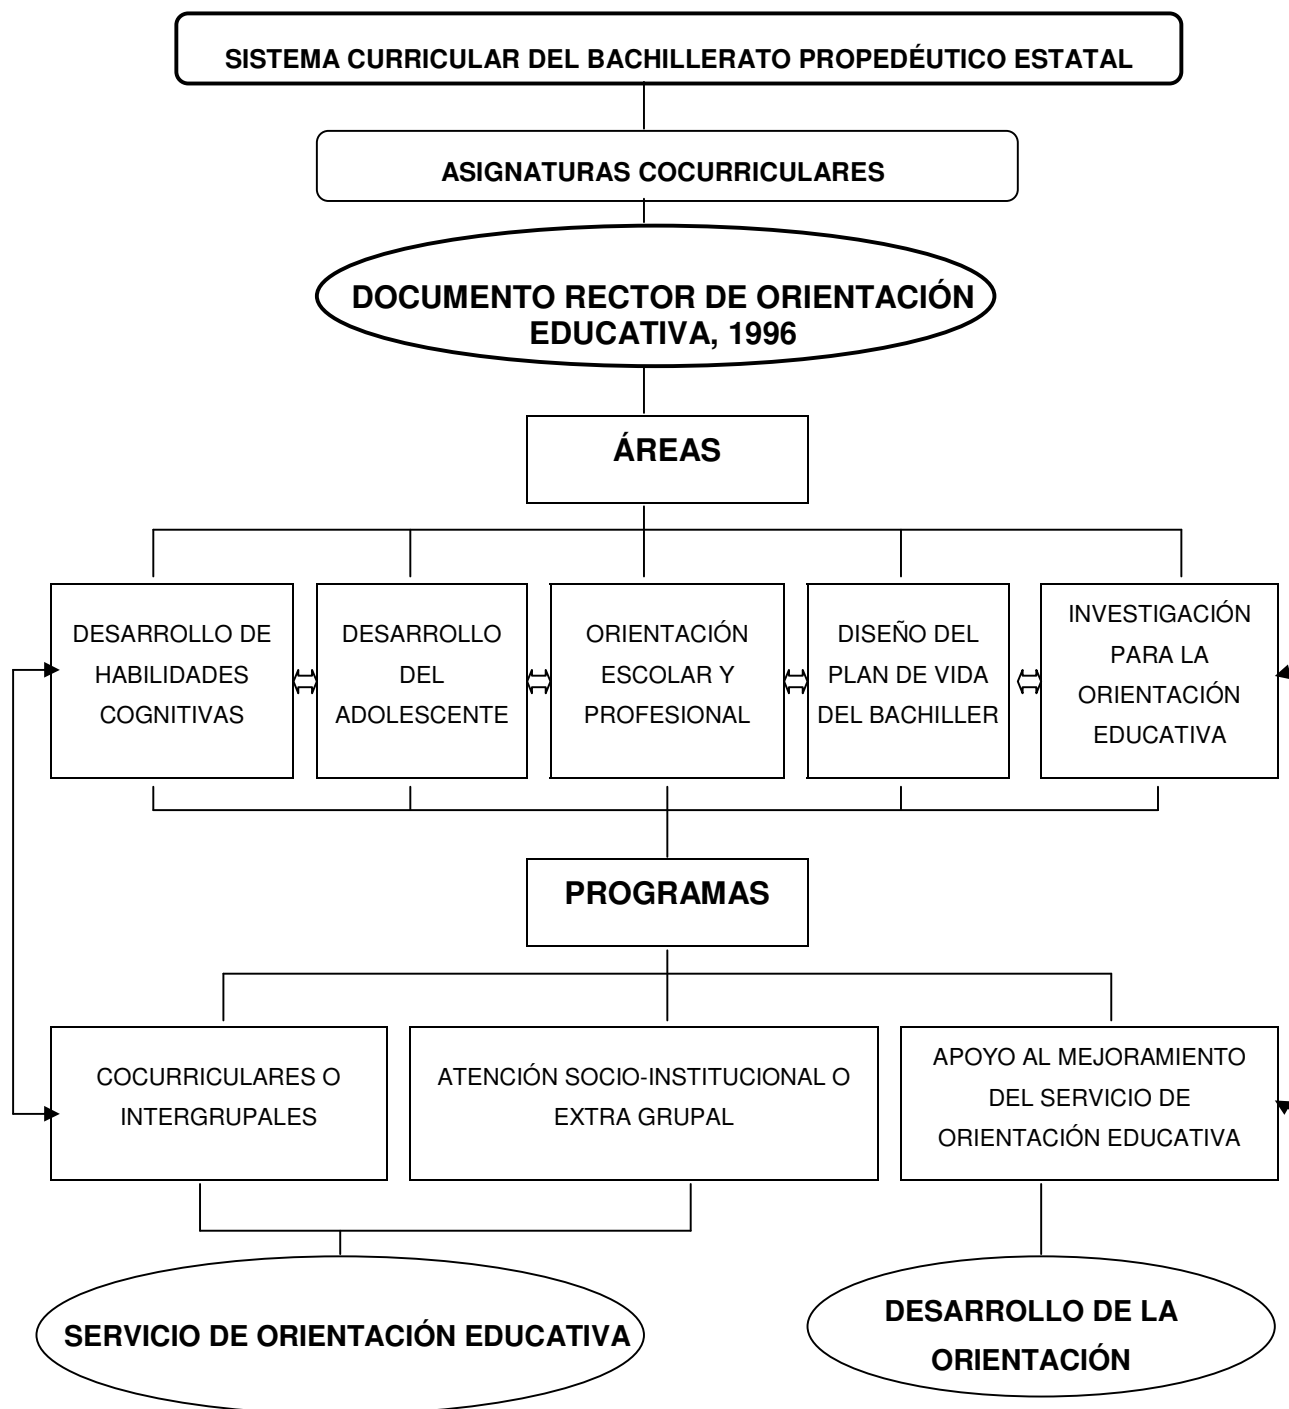 SISTEMA CURRICULAR DEL BACHILLERATO PROPEDÉUTICO ESTATAL
ASIGNATURAS COCURRICULARES
DOCUMENTO RECTOR DE ORIENTACIÓN
EDUCATIVA, 1996
ÁREAS
DESARROLLO DE
HABILIDADES
COGNITIVAS
DESARROLLO
DEL
ADOLESCENTE
ORIENTACIÓN
ESCOLAR Y
PROFESIONAL
DISEÑO DEL
PLAN DE VIDA
DEL BACHILLER
INVESTIGACIÓN
PARA LA
ORIENTACIÓN
EDUCATIVA
PROGRAMAS
COCURRICULARES O
INTERGRUPALES
ATENCIÓN SOCIO-INSTITUCIONAL O
EXTRA GRUPAL
APOYO AL MEJORAMIENTO
DEL SERVICIO DE
ORIENTACIÓN EDUCATIVA
SERVICIO DE ORIENTACIÓN EDUCATIVA
DESARROLLO DE LA
ORIENTACIÓN